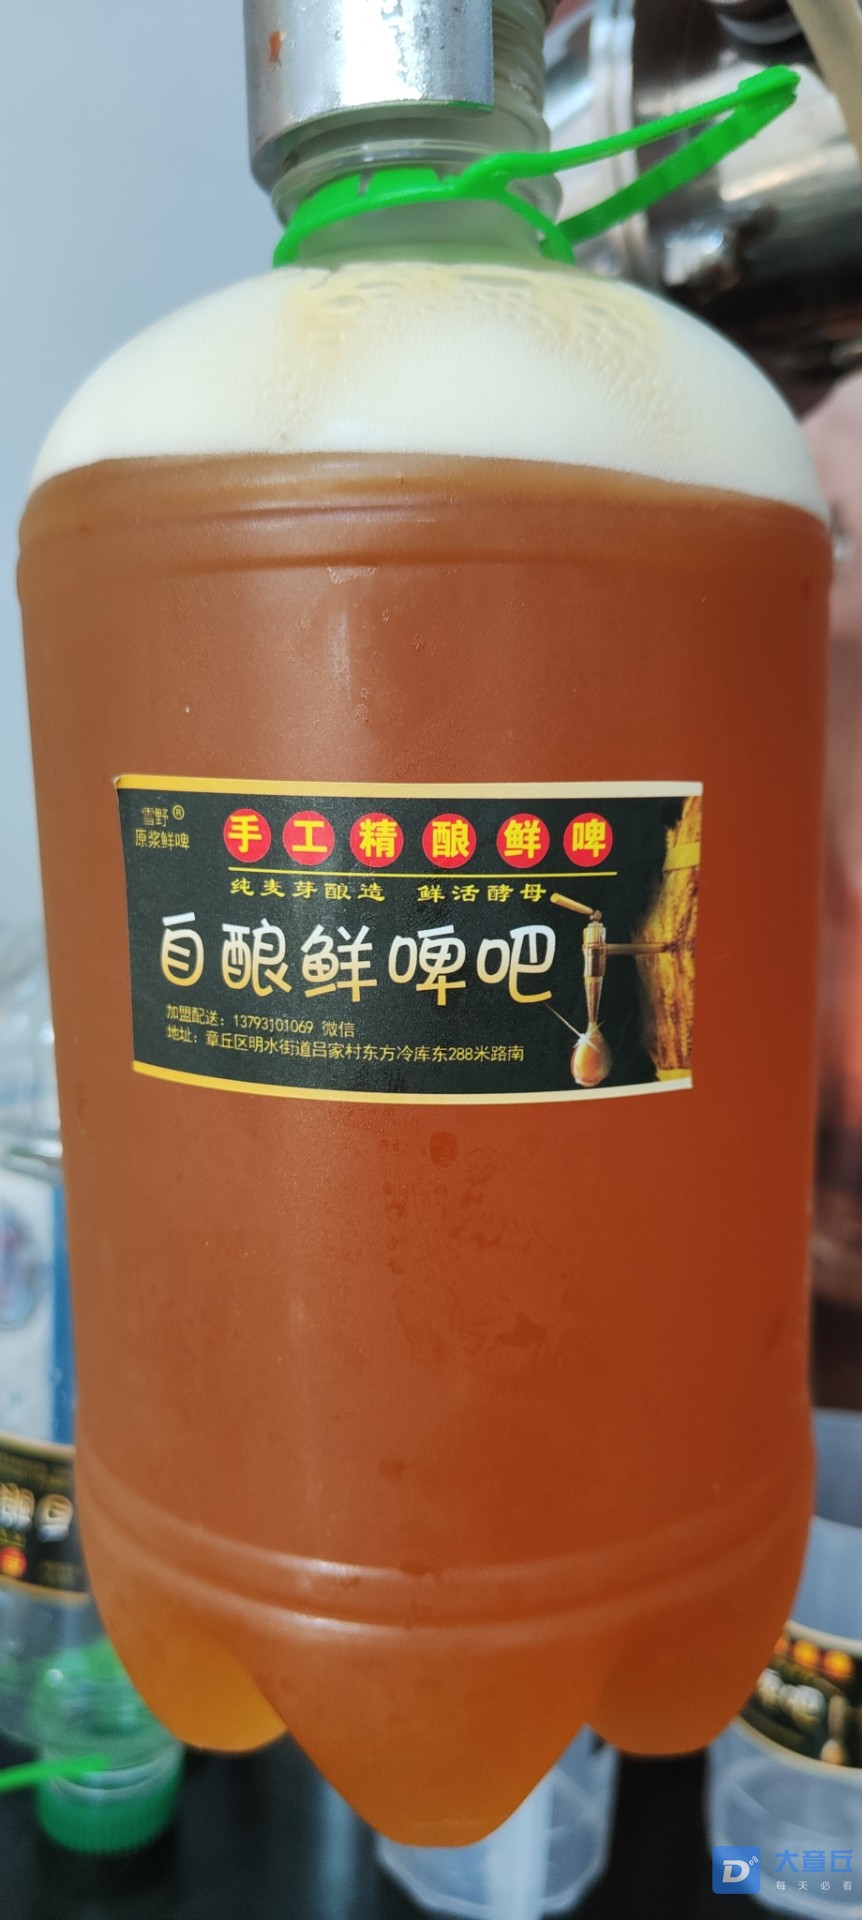 雪野®
原浆鲜啤
手工精酿鲜啤
纯麦芽酿造 鲜活酵母
自酿鲜啤吧
加盟配送：13793101069 微信
地址：章丘区明水街道吕家村东方冷库东288米路南
大章丘
每天必看